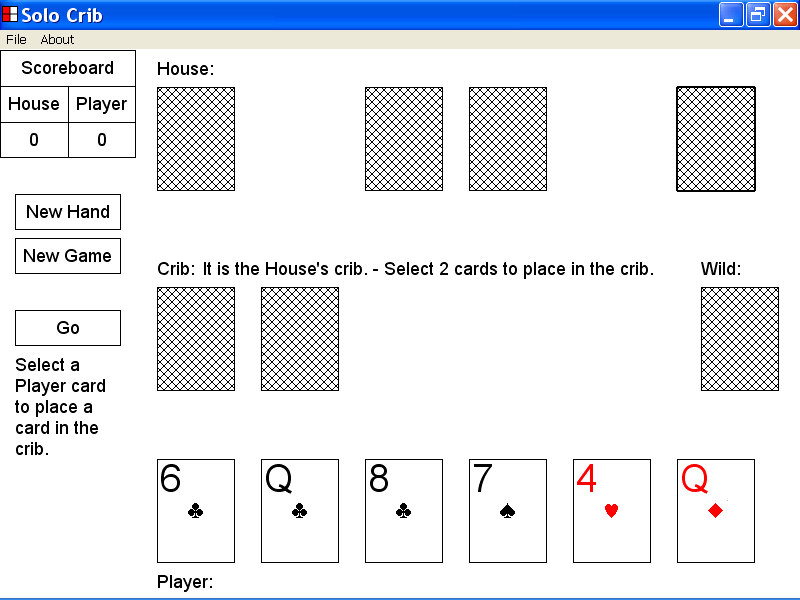 Solo Crib
File About
Scoreboard
House Player
0 0
New Hand
New Game
Go
Select a
Player card
to place a
card in the
crib.
House:
Crib: It is the House's crib. - Select 2 cards to place in the crib.
Wild:
6 Q 8 7 4 Q
Player: